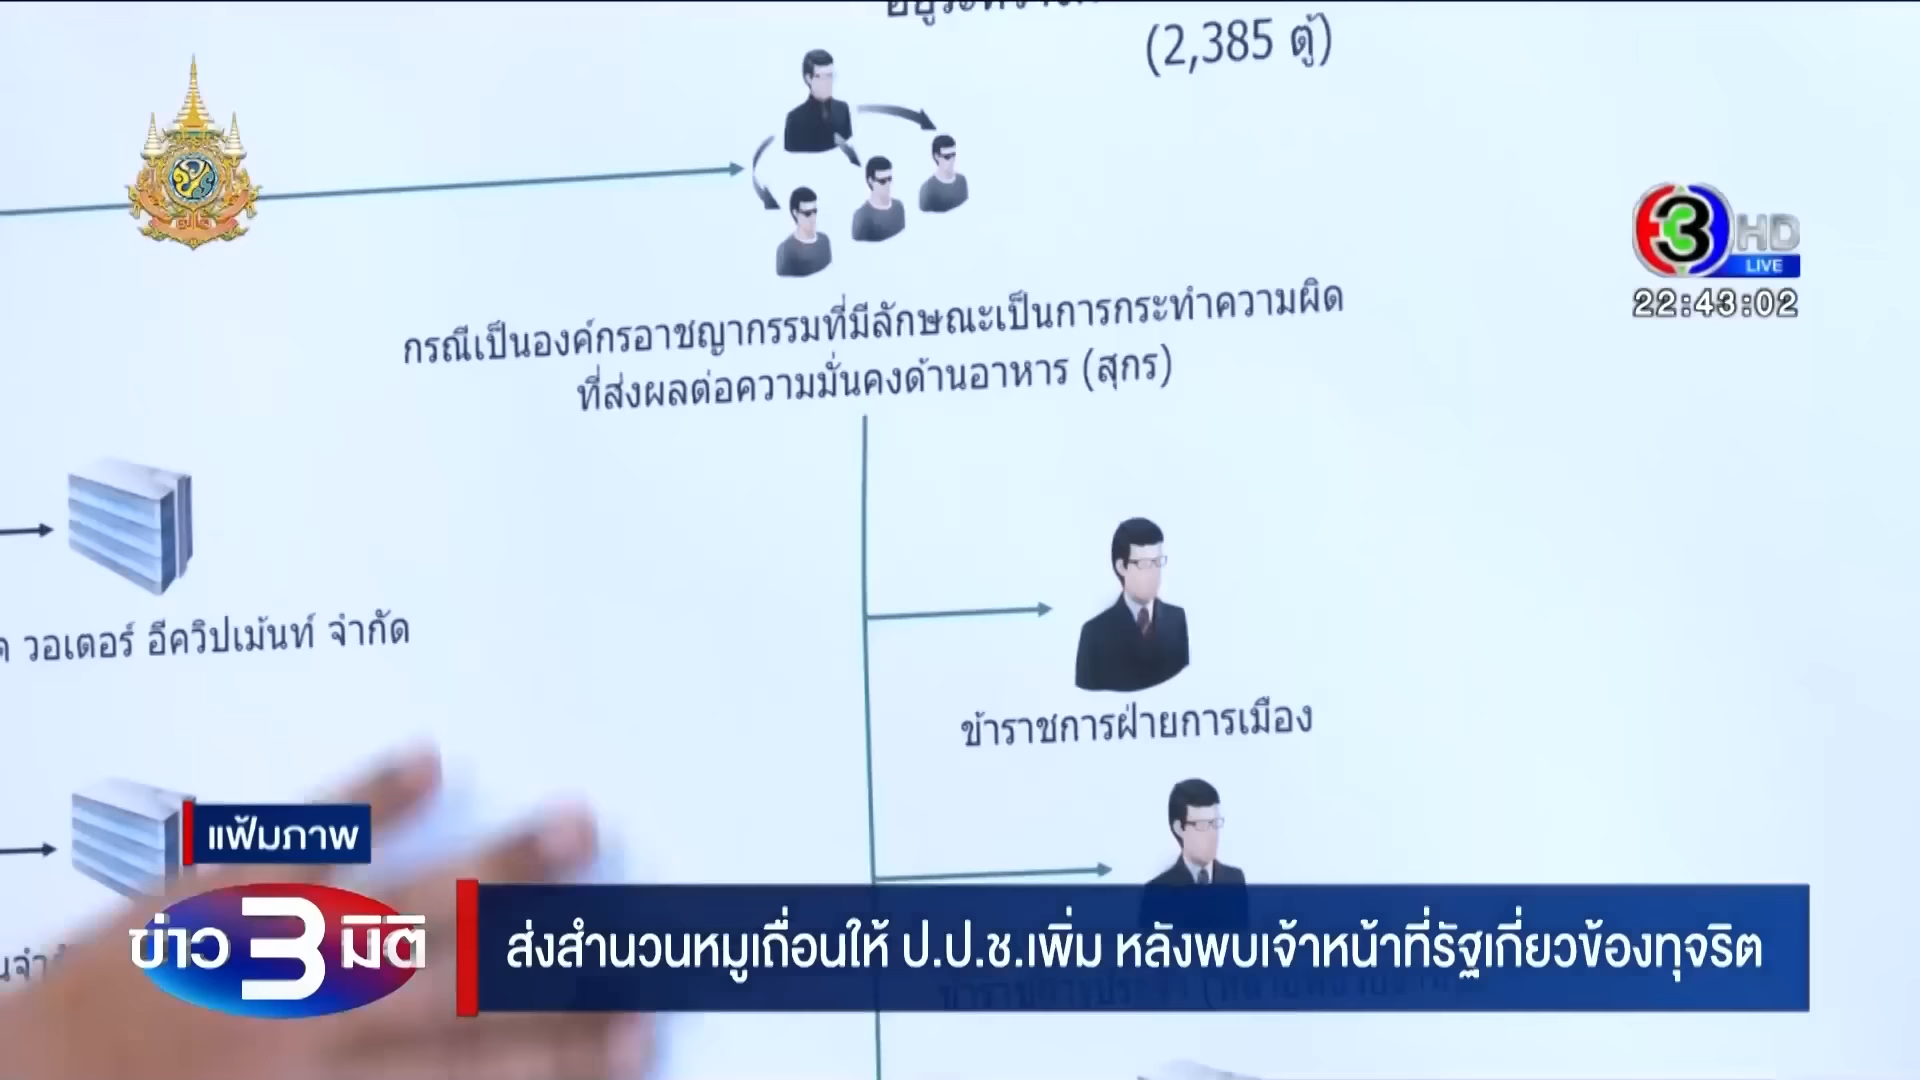 (2,385 ตู้)
3 HD
LIVE
22:43:02
กรณีเป็นองค์กรอาชญากรรมที่มีลักษณะเป็นการกระทำความผิด
ที่ส่งผลต่อความมั่นคงด้านอาหาร (สุกร)
วอเตอร์ อีควิปเม้นท์ จำกัด
ข้าราชการฝ่ายการเมือง
แฟ้มภาพ
ข่าว 3 มิติ
ส่งสำนวนหมูเถื่อนให้ ป.ป.ช.เพิ่ม หลังพบเจ้าหน้าที่รัฐเกี่ยวข้องทุจริต